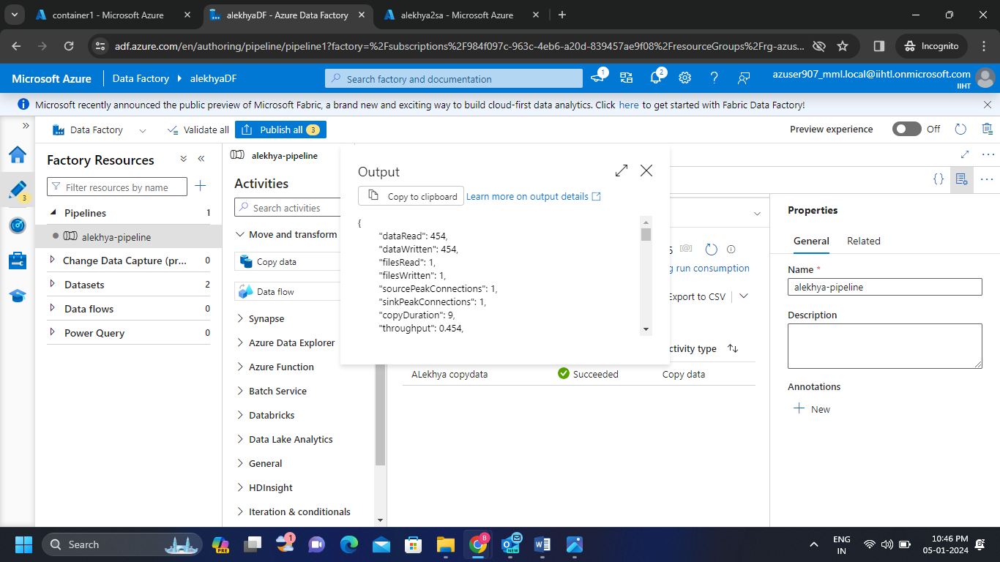 container1 - Microsoft Azure
alekhyaDF - Azure Data Factory
alekhya2sa - Microsoft Azure
adf.azure.com/en/authoring/pipeline/pipeline1?factory=%2Fsubscriptions%2F984f097c-963c-4eb6-a20d-839457ae9f08%2FresourceGroups%2Frg-azus...
Incognito
Microsoft Azure
Data Factory
alekhyaDF
Search factory and documentation
1
2
azuser907_mml.local@iihtl.onmicrosoft.com
IIHT
Microsoft recently announced the public preview of Microsoft Fabric, a brand new and exciting way to build cloud-first data analytics. Click here to get started with Fabric Data Factory!
Data Factory
Validate all
Publish all 3
Preview experience
Off
3
Factory Resources
Filter resources by name
Pipelines 1
alekhya-pipeline
Change Data Capture (pr... 0
Datasets 2
Data flows 0
Power Query 0
alekhya-pipeline
Activities
Search activities
Move and transform
Copy data
Data flow
Synapse
Azure Data Explorer
Azure Function
Batch Service
Databricks
Data Lake Analytics
General
HDInsight
Iteration & conditionals
Output
Copy to clipboard
Learn more on output details
{
"dataRead": 454,
"dataWritten": 454,
"filesRead": 1,
"filesWritten": 1,
"sourcePeakConnections": 1,
"sinkPeakConnections": 1,
"copyDuration": 9,
"throughput": 0.454,
g run consumption
Export to CSV
ctivity type
ALekhya copydata
Succeeded
Copy data
{}
Properties
General
Related
Name *
alekhya-pipeline
Description
Annotations
New
Search
PRE
1
8
NEW
ENG
IN
10:46 PM
05-01-2024